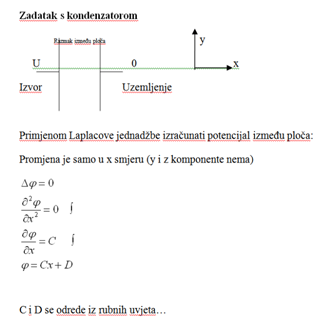 Zadatak s kondenzatorom
Razmak između ploča
y
U 0 x
Izvor Uzemljenje
Primjenom Laplacove jednadžbe izračunati potencijal između ploča:
Promjena je samo u x smjeru (y i z komponente nema)
Δφ = 0
∂²φ/∂x² = 0 ∫
∂φ/∂x = C ∫
φ = Cx + D
C i D se odrede iz rubnih uvjeta…